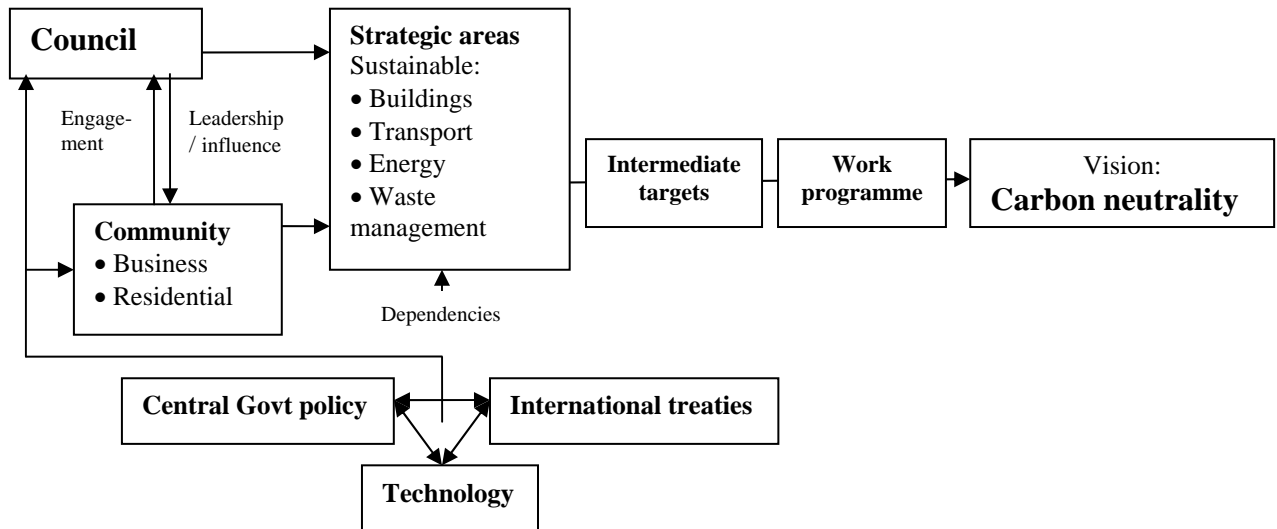 Council
Engage-
ment
Leadership
/ influence
Community
• Business
• Residential
Strategic areas
Sustainable:
• Buildings
• Transport
• Energy
• Waste
management
Dependencies
Intermediate
targets
Work
programme
Vision:
Carbon neutrality
Central Govt policy
International treaties
Technology